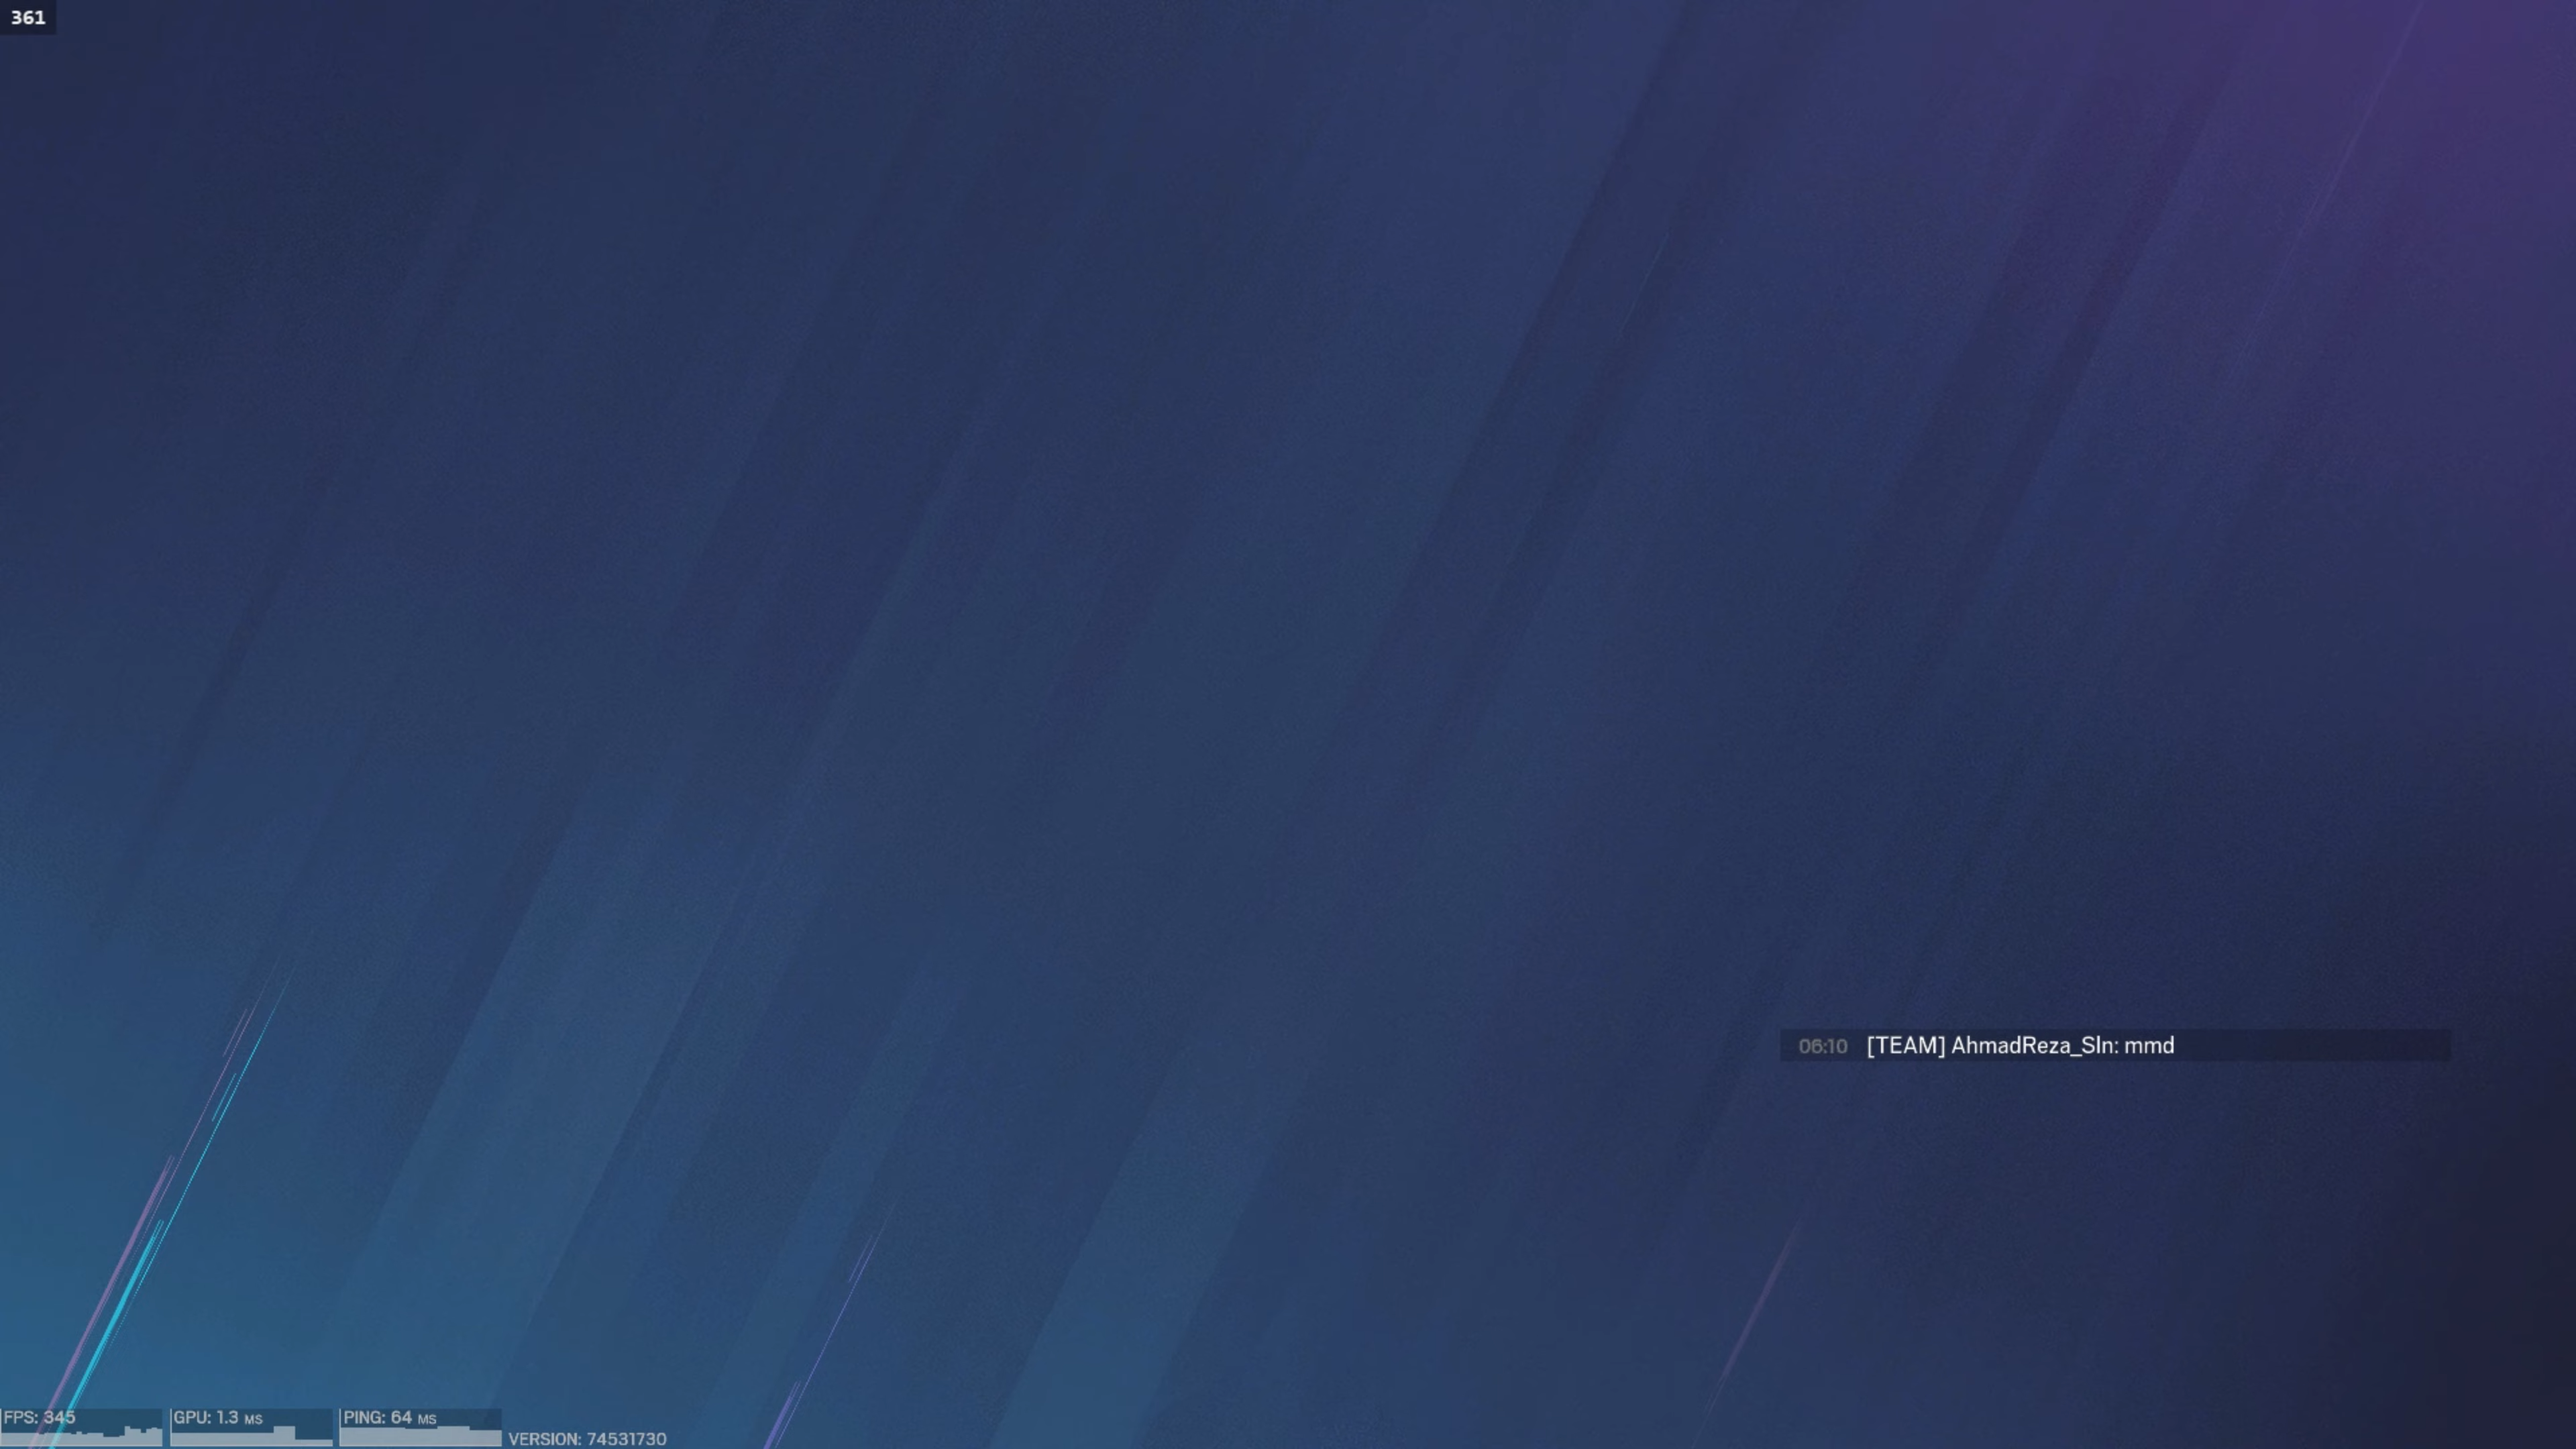 361
06:10 [TEAM] AhmadReza_Sln: mmd
FPS: 345 GPU: 1.3 MS PING: 64 MS VERSION: 74531730